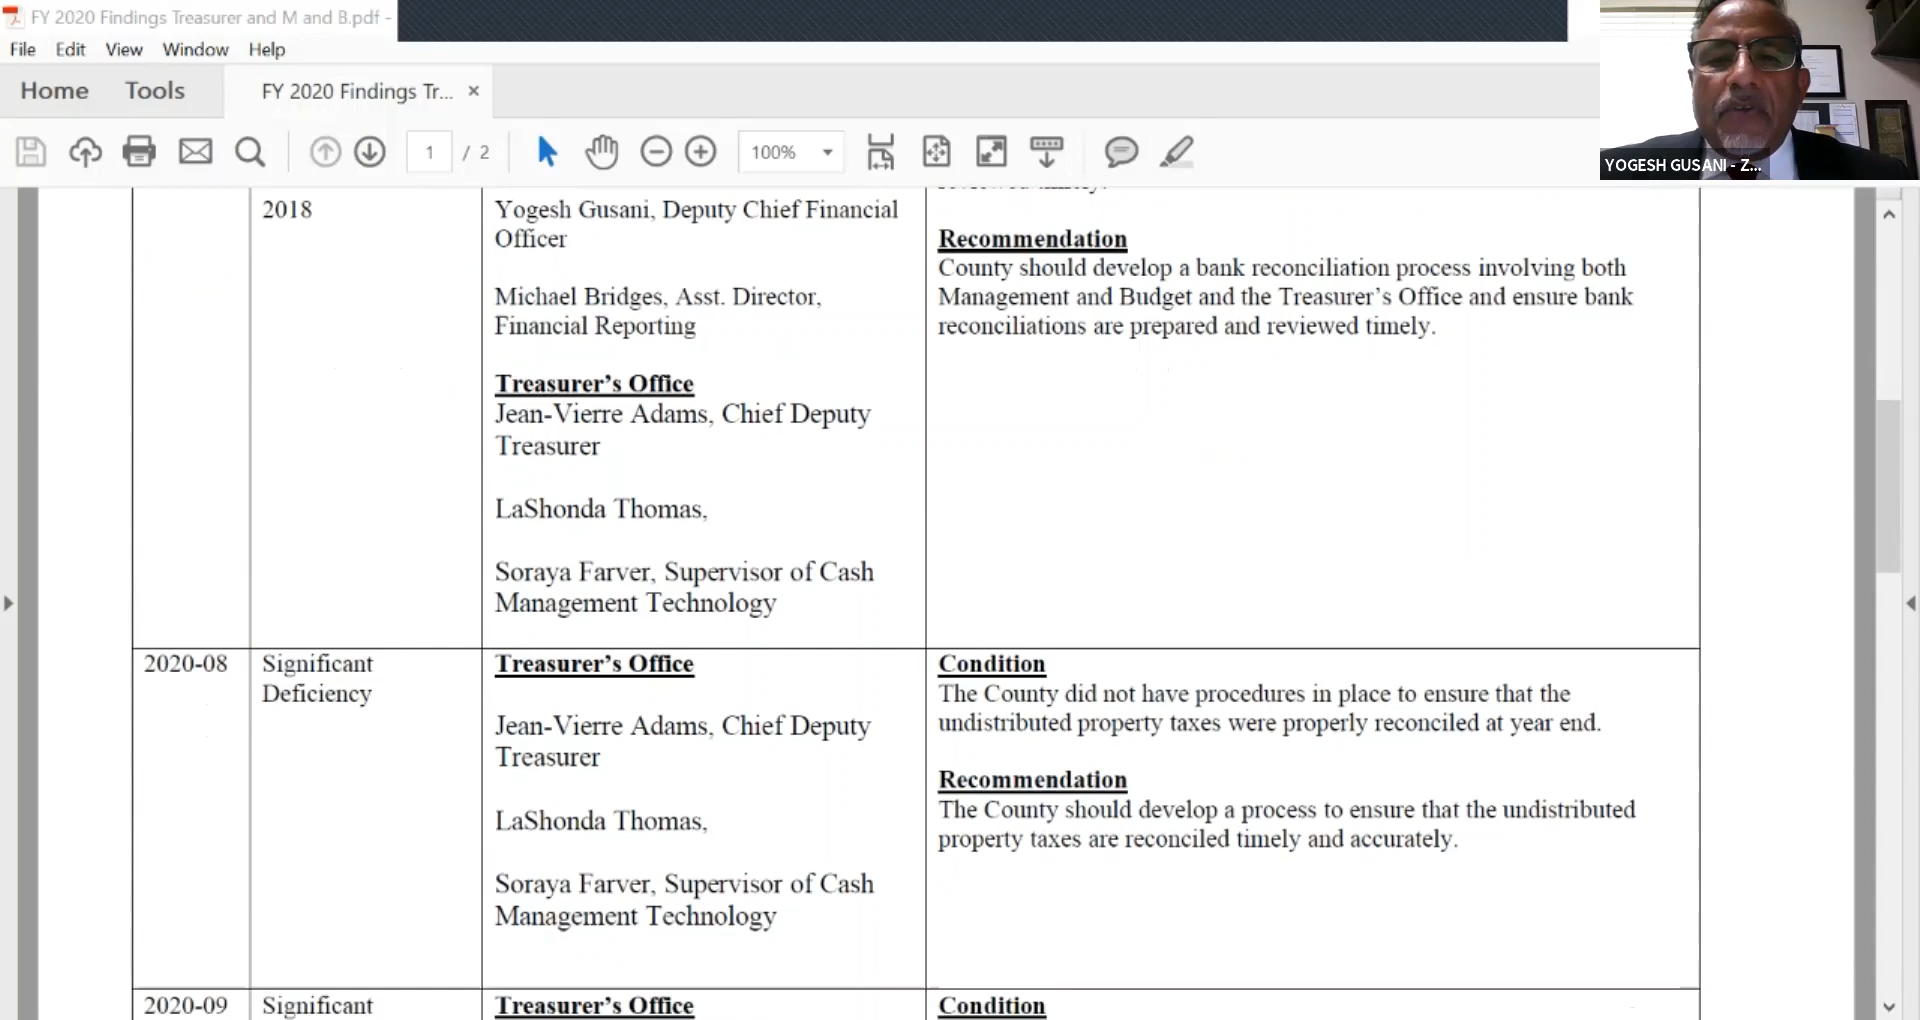 FY 2020 Findings Treasurer and M and B.pdf -
File Edit View Window Help
Home Tools FY 2020 Findings Tr... ×
1 / 2 100%
YOGESH GUSANI - Z...
2018
Yogesh Gusani, Deputy Chief Financial
Officer
Michael Bridges, Asst. Director,
Financial Reporting
Treasurer’s Office
Jean-Vierre Adams, Chief Deputy
Treasurer
LaShonda Thomas,
Soraya Farver, Supervisor of Cash
Management Technology
Recommendation
County should develop a bank reconciliation process involving both
Management and Budget and the Treasurer’s Office and ensure bank
reconciliations are prepared and reviewed timely.
2020-08
Significant
Deficiency
Treasurer’s Office
Jean-Vierre Adams, Chief Deputy
Treasurer
LaShonda Thomas,
Soraya Farver, Supervisor of Cash
Management Technology
Condition
The County did not have procedures in place to ensure that the
undistributed property taxes were properly reconciled at year end.
Recommendation
The County should develop a process to ensure that the undistributed
property taxes are reconciled timely and accurately.
2020-09
Significant
Treasurer’s Office
Condition